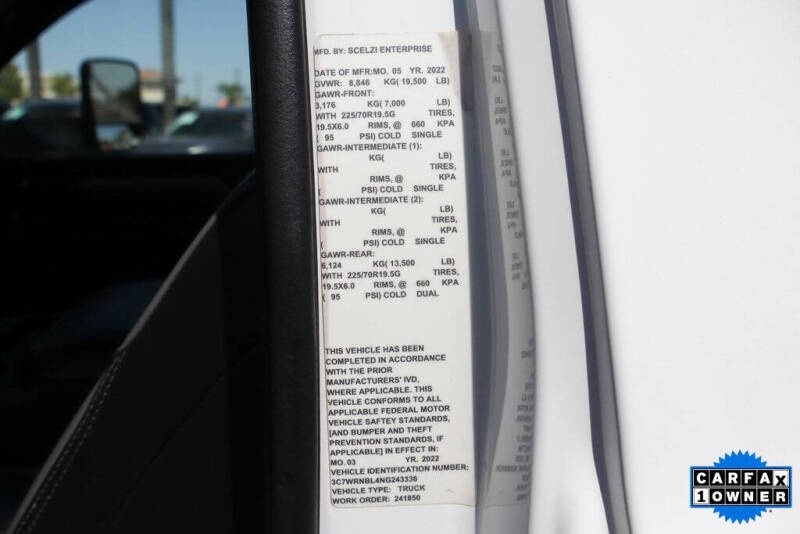 MFD. BY: SCELZI ENTERPRISE
DATE OF MFR:MO. 05 YR. 2022
GVWR: 8,846 KG (19,500 LB)
GAWR-FRONT:
3,176 KG( 7,000 LB)
WITH 225/70R19.5G TIRES,
19.5X6.0 RIMS, @ 660 KPA
( 95 PSI) COLD SINGLE
GAWR-INTERMEDIATE (1):
KG( LB)
WITH TIRES,
RIMS, @ KPA
( PSI) COLD SINGLE
GAWR-INTERMEDIATE (2):
KG( LB)
WITH TIRES,
RIMS, @ KPA
( PSI) COLD SINGLE
GAWR-REAR:
6,124 KG( 13,500 LB)
WITH 225/70R19.5G TIRES,
19.5X6.0 RIMS, @ 660 KPA
( 95 PSI) COLD DUAL
THIS VEHICLE HAS BEEN
COMPLETED IN ACCORDANCE
WITH THE PRIOR
MANUFACTURERS' IVD,
WHERE APPLICABLE. THIS
VEHICLE CONFORMS TO ALL
APPLICABLE FEDERAL MOTOR
VEHICLE SAFTEY STANDARDS,
[AND BUMPER AND THEFT
PREVENTION STANDARDS, IF
APPLICABLE] IN EFFECT IN:
MO. 03 YR. 2022
VEHICLE IDENTIFICATION NUMBER:
3C7WRNBL4NG243336
VEHICLE TYPE: TRUCK
WORK ORDER: 241850
CARFAX
1 OWNER